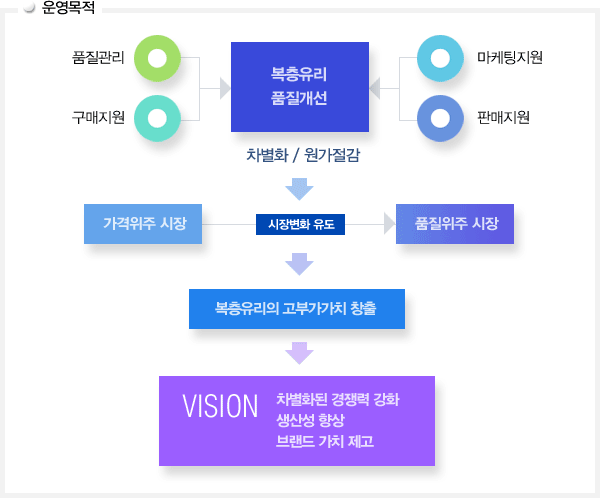 운영목적
품질관리
구매지원
복층유리
품질개선
마케팅지원
판매지원
차별화 / 원가절감
가격위주 시장
시장변화 유도
품질위주 시장
복층유리의 고부가가치 창출
VISION
차별화된 경쟁력 강화
생산성 향상
브랜드 가치 제고